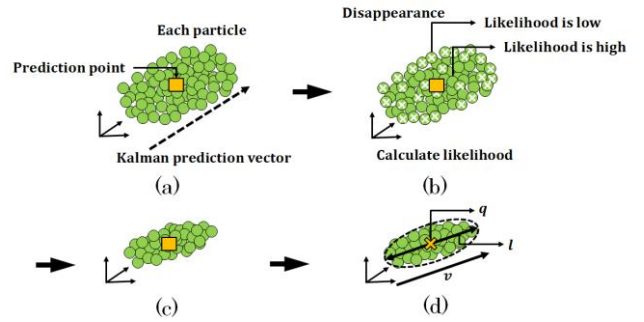 Each particle
Prediction point
Kalman prediction vector
(a)
Disappearance
Likelihood is low
Likelihood is high
Calculate likelihood
(b)
(c)
q
l
v
(d)